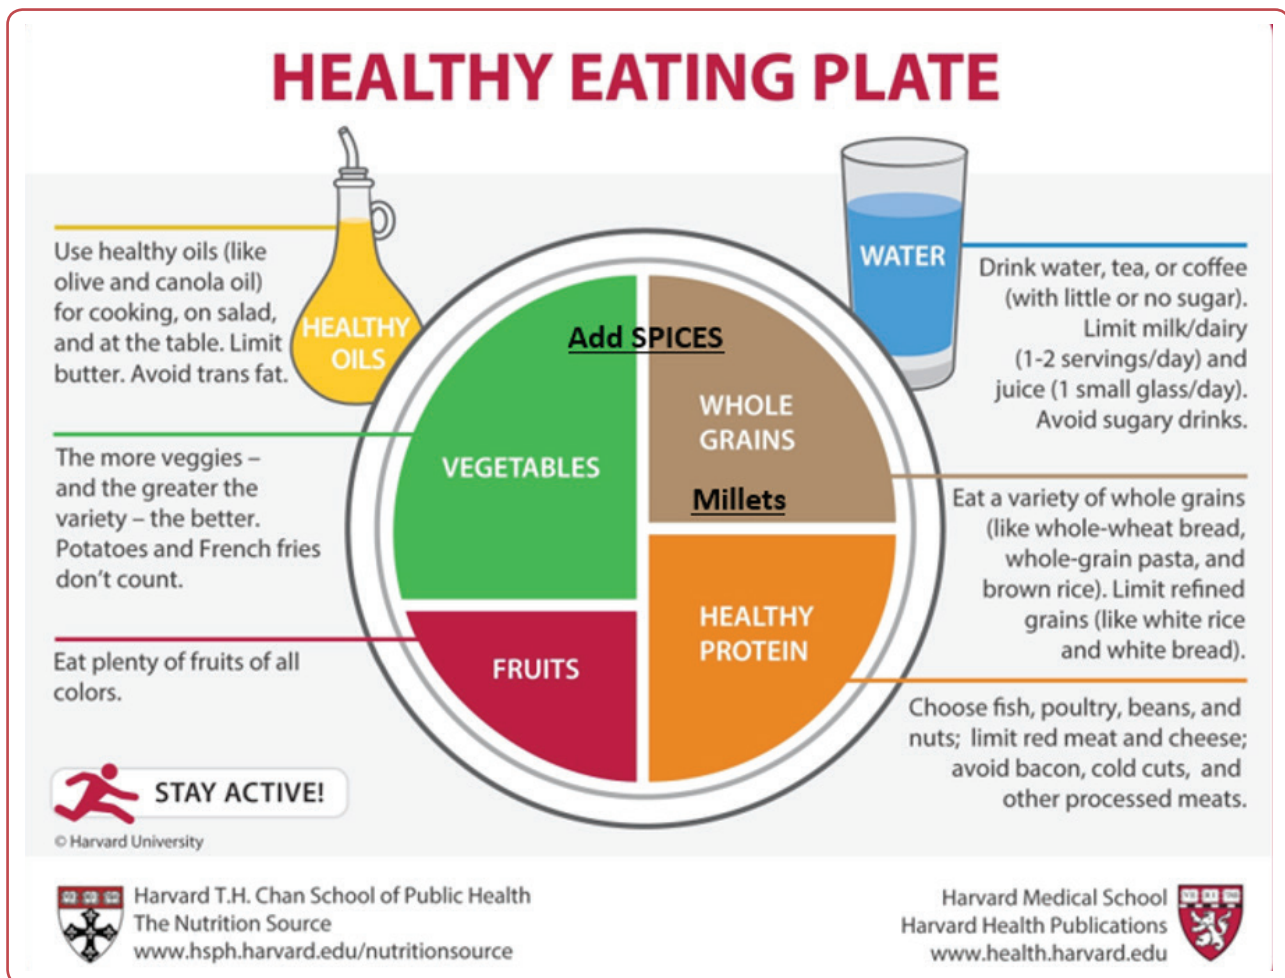 HEALTHY EATING PLATE
Use healthy oils (like
olive and canola oil)
for cooking, on salad,
and at the table. Limit
butter. Avoid trans fat.
HEALTHY
OILS
The more veggies –
and the greater the
variety – the better.
Potatoes and French fries
don't count.
Eat plenty of fruits of all
colors.
Add SPICES
VEGETABLES
FRUITS
WHOLE
GRAINS
Millets
HEALTHY
PROTEIN
WATER
Drink water, tea, or coffee
(with little or no sugar).
Limit milk/dairy
(1-2 servings/day) and
juice (1 small glass/day).
Avoid sugary drinks.
Eat a variety of whole grains
(like whole-wheat bread,
whole-grain pasta, and
brown rice). Limit refined
grains (like white rice
and white bread).
Choose fish, poultry, beans, and
nuts; limit red meat and cheese;
avoid bacon, cold cuts, and
other processed meats.
STAY ACTIVE!
© Harvard University
Harvard T.H. Chan School of Public Health
The Nutrition Source
www.hsph.harvard.edu/nutritionsource
Harvard Medical School
Harvard Health Publications
www.health.harvard.edu